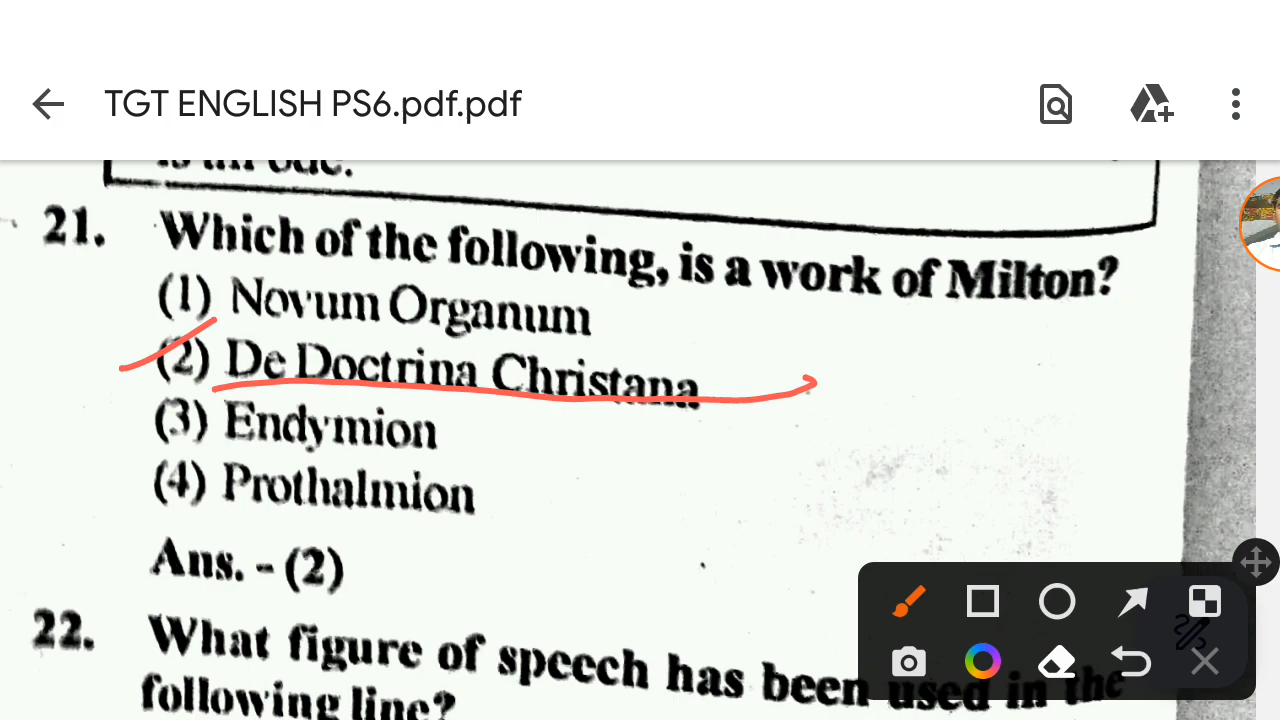 TGT ENGLISH PS6.pdf.pdf
21. Which of the following, is a work of Milton?
(1) Novum Organum
(2) De Doctrina Christana
(3) Endymion
(4) Prothalmion
Ans. - (2)
22. What figure of speech has been used in the
following line?